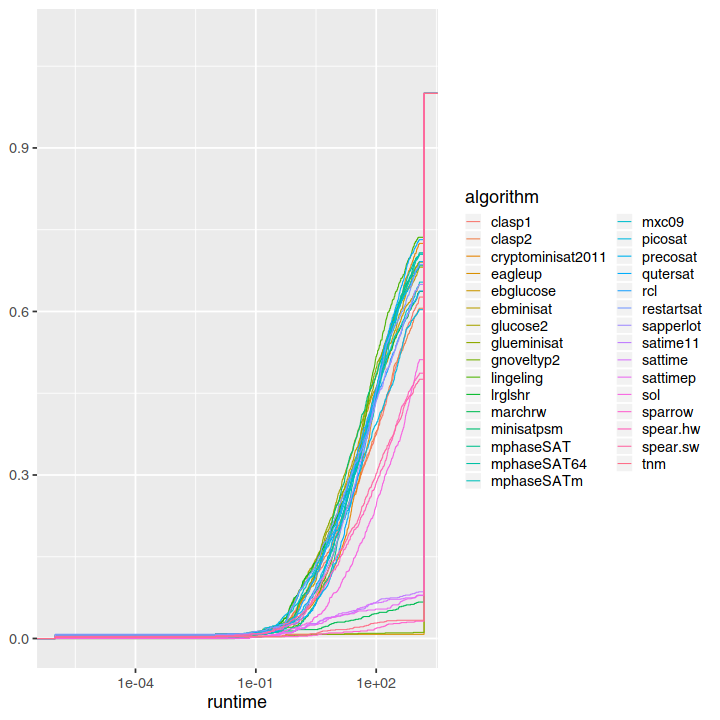 0.9
0.6
0.3
0.0
1e-04
1e-01
1e+02
runtime
algorithm
clasp1
clasp2
cryptominisat2011
eagleup
ebglucose
ebminisat
glucose2
glueminisat
gnoveltyp2
lingeling
lrglshr
marchrw
minisatpsm
mphaseSAT
mphaseSAT64
mphaseSATm
mxc09
picosat
precosat
qutersat
rcl
restartsat
sapperlot
satime11
sattime
sattimep
sol
sparrow
spear.hw
spear.sw
tnm